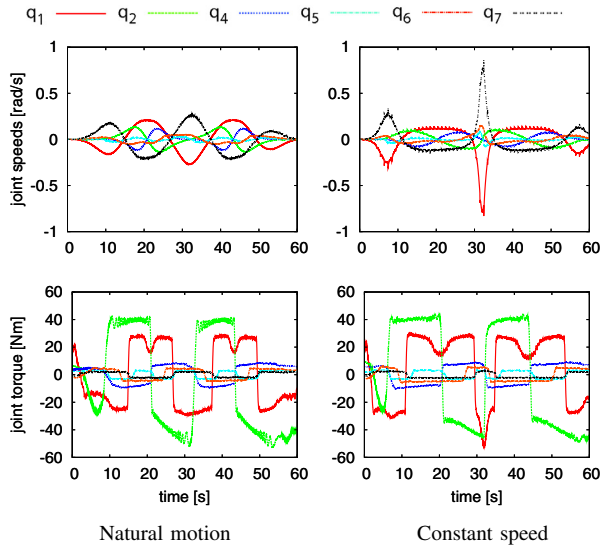 q1 q2 q4 q5 q6 q7
joint speeds [rad/s]
1
0.5
0
-0.5
-1
0 10 20 30 40 50 60
1
0.5
0
-0.5
-1
0 10 20 30 40 50 60
joint torque [Nm]
60
40
20
0
-20
-40
-60
0 10 20 30 40 50 60
time [s]
60
40
20
0
-20
-40
-60
0 10 20 30 40 50 60
time [s]
Natural motion
Constant speed